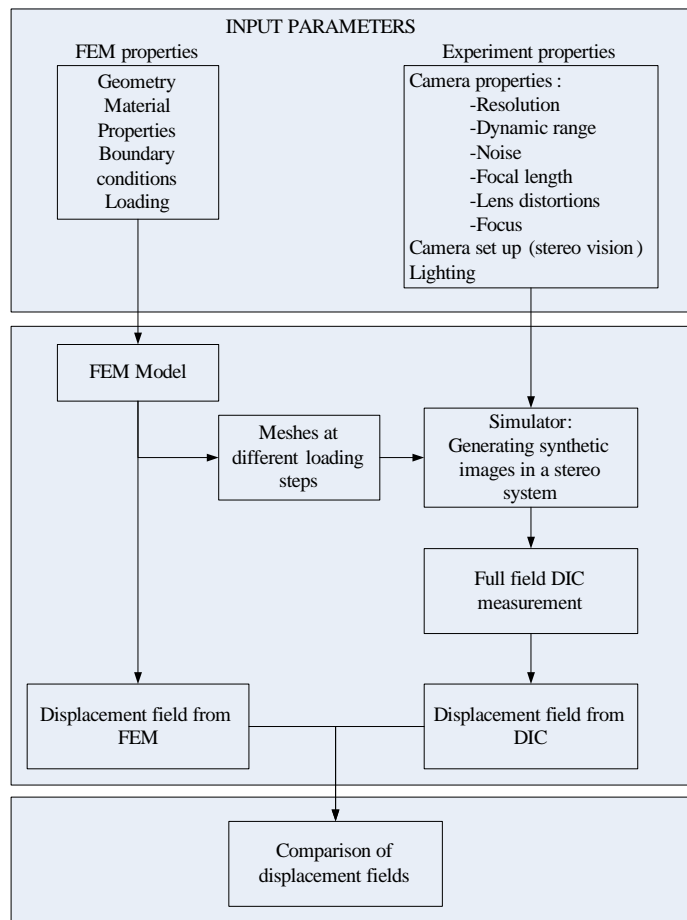 INPUT PARAMETERS
FEM properties
Geometry
Material
Properties
Boundary
conditions
Loading
Experiment properties
Camera properties :
-Resolution
-Dynamic range
-Noise
-Focal length
-Lens distortions
-Focus
Camera set up (stereo vision )
Lighting
FEM Model
Meshes at
different loading
steps
Simulator:
Generating synthetic
images in a stereo
system
Full field DIC
measurement
Displacement field from
FEM
Displacement field from
DIC
Comparison of
displacement fields